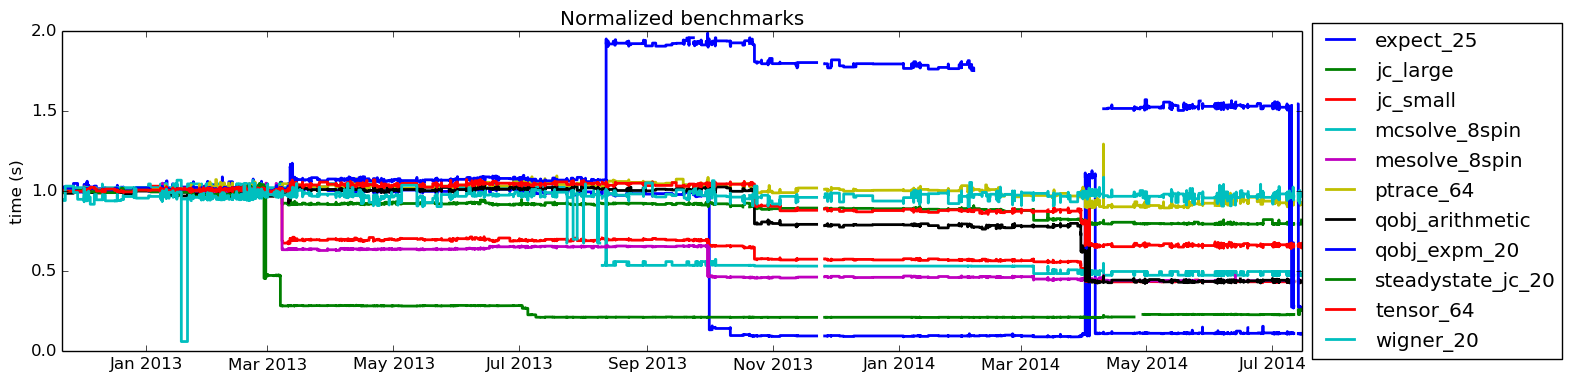 Normalized benchmarks
2.0
1.5
1.0
0.5
0.0
time (s)
Jan 2013 Mar 2013 May 2013 Jul 2013 Sep 2013 Nov 2013 Jan 2014 Mar 2014 May 2014 Jul 2014
expect_25
jc_large
jc_small
mcsolve_8spin
mesolve_8spin
ptrace_64
qobj_arithmetic
qobj_expm_20
steadystate_jc_20
tensor_64
wigner_20